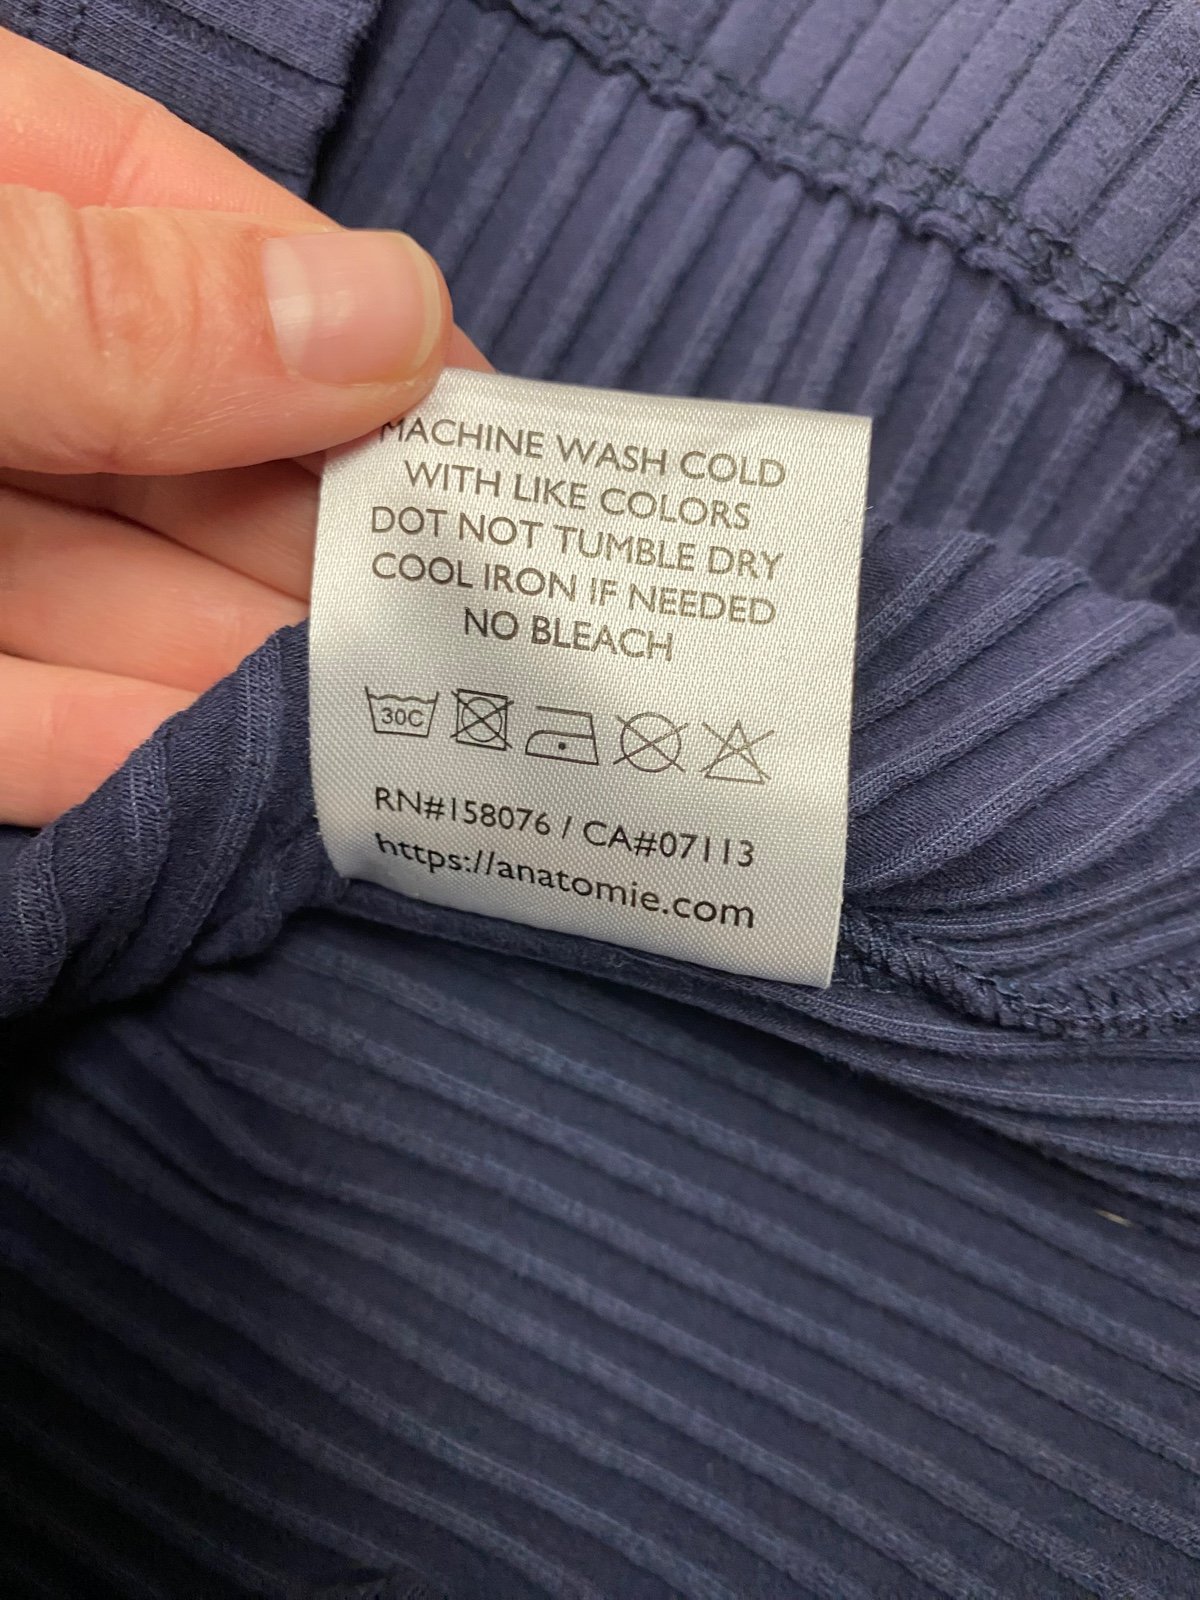 MACHINE WASH COLD
WITH LIKE COLORS
DOT NOT TUMBLE DRY
COOL IRON IF NEEDED
NO BLEACH
30C
RN#158076 / CA#07113
https://anatomie.com